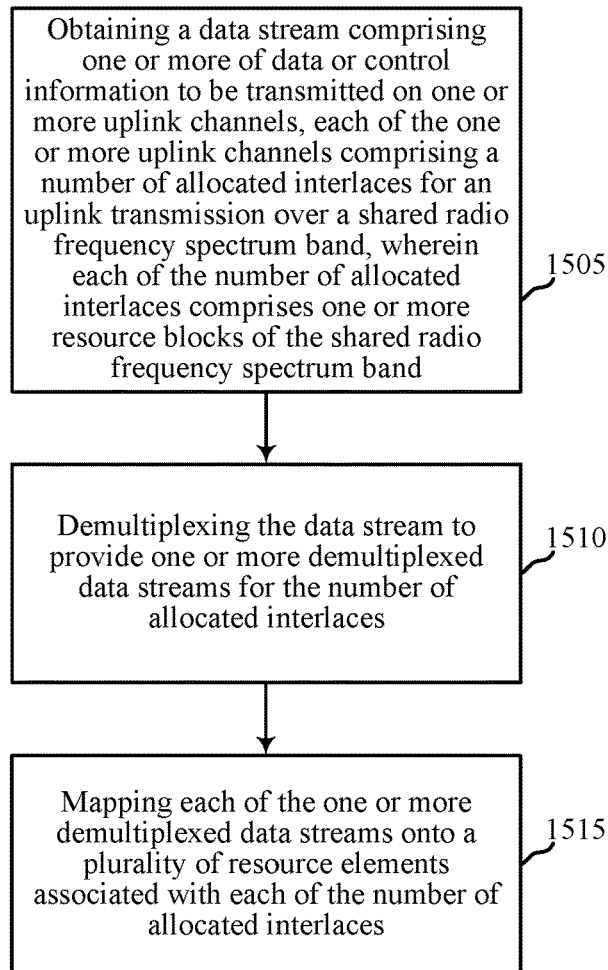 Obtaining a data stream comprising
one or more of data or control
information to be transmitted on one or
more uplink channels, each of the one
or more uplink channels comprising a
number of allocated interlaces for an
uplink transmission over a shared radio
frequency spectrum band, wherein
each of the number of allocated
interlaces comprises one or more
resource blocks of the shared radio
frequency spectrum band
1505
Demultiplexing the data stream to
provide one or more demultiplexed
data streams for the number of
allocated interlaces
1510
Mapping each of the one or more
demultiplexed data streams onto a
plurality of resource elements
associated with each of the number of
allocated interlaces
1515